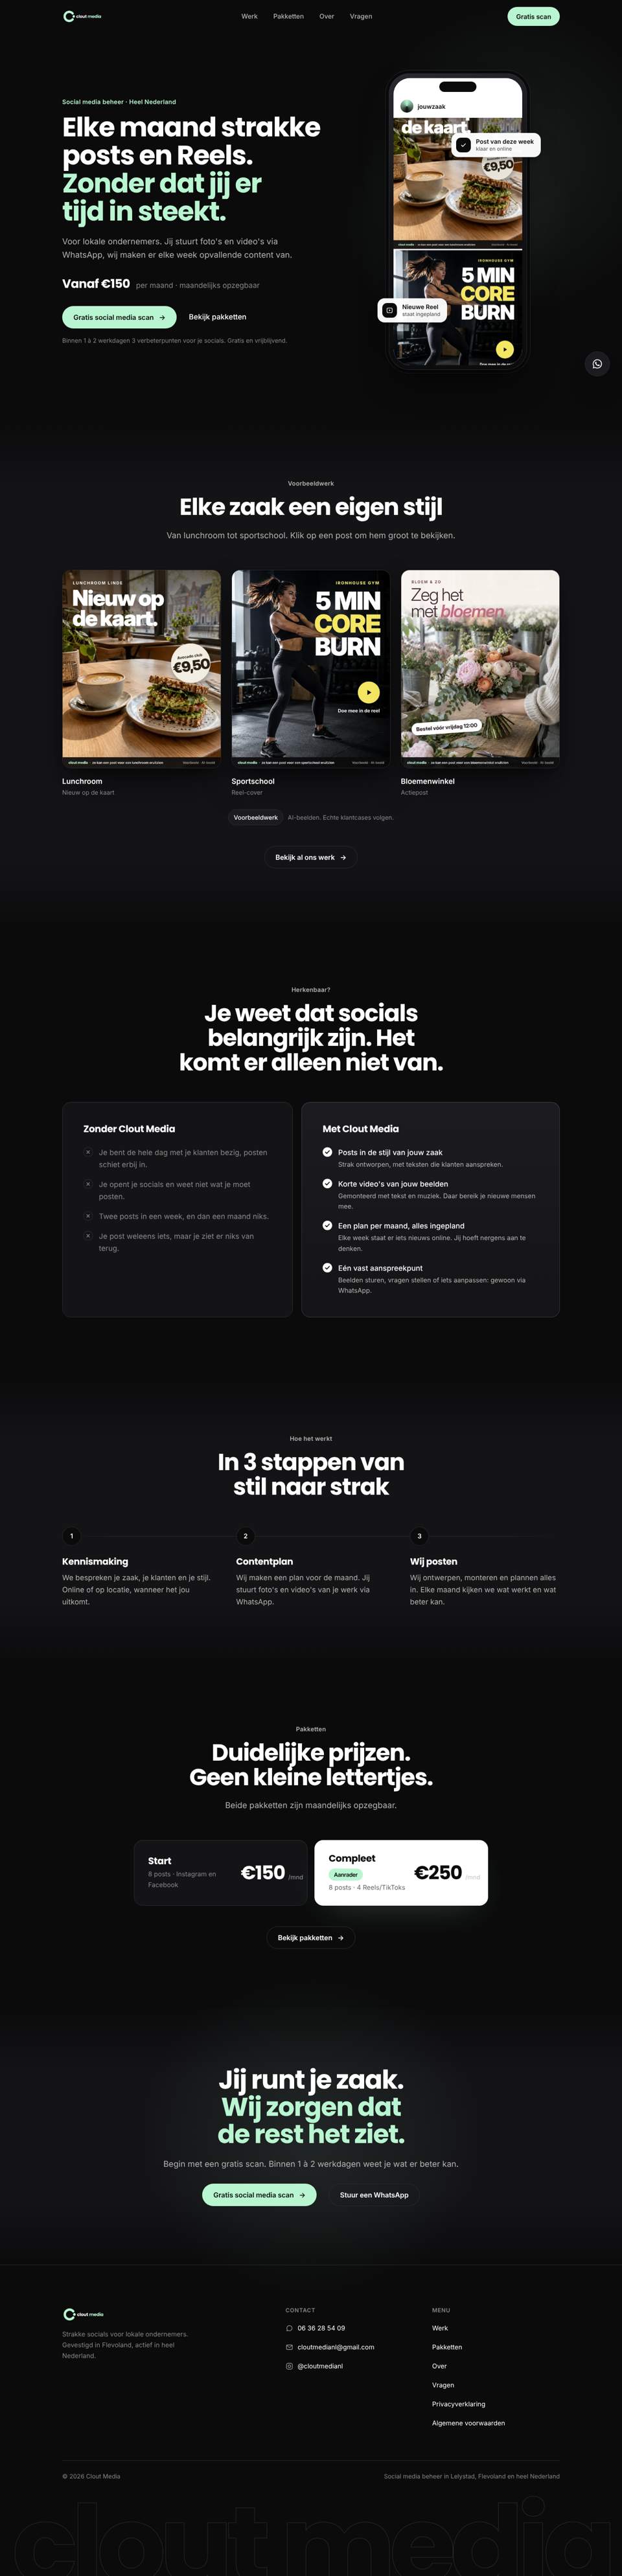 clout media
Werk
Pakketten
Over
Vragen
Gratis scan
Social media beheer · Heel Nederland
Elke maand strakke
posts en Reels.
Zonder dat jij er
tijd in steekt.
Voor lokale ondernemers. Jij stuurt foto's en video's via
WhatsApp, wij maken er elke week opvallende content van.
Vanaf €150 per maand · maandelijks opzegbaar
Gratis social media scan →
Bekijk pakketten
Binnen 1 à 2 werkdagen 3 verbeterpunten voor je socials. Gratis en vrijblijvend.
jouwzaak
de kaart.
Post van deze week
klaar en online
€9,50
IRONHOUSE GYM
5 MIN
CORE
BURN
Nieuwe Reel
staat ingepland
Voorbeeldwerk
Elke zaak een eigen stijl
Van lunchroom tot sportschool. Klik op een post om hem groot te bekijken.
LUNCHROOM LINDE
Nieuw op
de kaart.
Avocado club
€9,50
clout media
IRONHOUSE GYM
5 MIN
CORE
BURN
Doe mee in de reel
clout media
BLOEM & ZO
Zeg het
met bloemen
Bestel vóór vrijdag 12:00
clout media
Lunchroom
Nieuw op de kaart
Sportschool
Reel-cover
Bloemenwinkel
Actiepost
Voorbeeldwerk AI-beelden. Echte klantcases volgen.
Bekijk al ons werk →
Herkenbaar?
Je weet dat socials
belangrijk zijn. Het
komt er alleen niet van.
Zonder Clout Media
Je bent de hele dag met je klanten bezig, posten
schiet erbij in.
Je opent je socials en weet niet wat je moet
posten.
Twee posts in een week, en dan een maand niks.
Je post weleens iets, maar je ziet er niks van
terug.
Met Clout Media
Posts in de stijl van jouw zaak
Strak ontworpen, met teksten die klanten aanspreken.
Korte video's van jouw beelden
Gemonteerd met tekst en muziek. Daar bereik je nieuwe mensen
mee.
Een plan per maand, alles ingepland
Elke week staat er iets nieuws online. Jij hoeft nergens aan te
denken.
Eén vast aanspreekpunt
Beelden sturen, vragen stellen of iets aanpassen: gewoon via
WhatsApp.
Hoe het werkt
In 3 stappen van
stil naar strak
1
Kennismaking
We bespreken je zaak, je klanten en je stijl.
Online of op locatie, wanneer het jou
uitkomt.
2
Contentplan
Wij maken een plan voor de maand. Jij
stuurt foto's en video's van je werk via
WhatsApp.
3
Wij posten
Wij ontwerpen, monteren en plannen alles
in. Elke maand kijken we wat werkt en wat
beter kan.
Pakketten
Duidelijke prijzen.
Geen kleine lettertjes.
Beide pakketten zijn maandelijks opzegbaar.
Start
8 posts · Instagram en
Facebook
€150 /mnd
Compleet
Aanrader
8 posts · 4 Reels/TikToks
€250 /mnd
Bekijk pakketten →
Jij runt je zaak.
Wij zorgen dat
de rest het ziet.
Begin met een gratis scan. Binnen 1 à 2 werkdagen weet je wat er beter kan.
Gratis social media scan →
Stuur een WhatsApp
clout media
Strakke socials voor lokale ondernemers.
Gevestigd in Flevoland, actief in heel
Nederland.
CONTACT
06 36 28 54 09
cloutmedianl@gmail.com
@cloutmedianl
MENU
Werk
Pakketten
Over
Vragen
Privacyverklaring
Algemene voorwaarden
© 2026 Clout Media
Social media beheer in Lelystad, Flevoland en heel Nederland
clout media